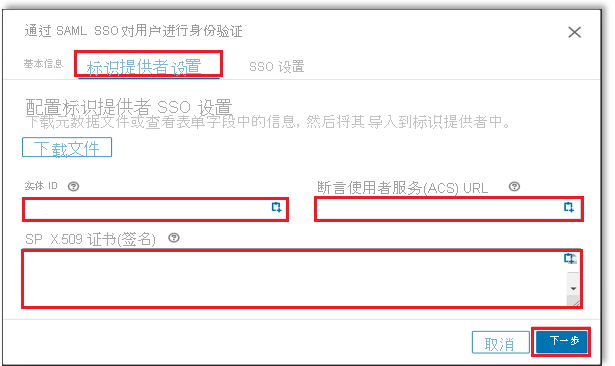 通过 SAML SSO 对用户进行身份验证
基本信息 标识提供者设置 SSO 设置
配置标识提供者 SSO 设置
下载元数据文件或查看表单字段中的信息, 然后将其导入到标识提供者中。
下载文件
实体 ID 断言使用者服务(ACS) URL
SP X.509 证书(签名)
取消 下一步